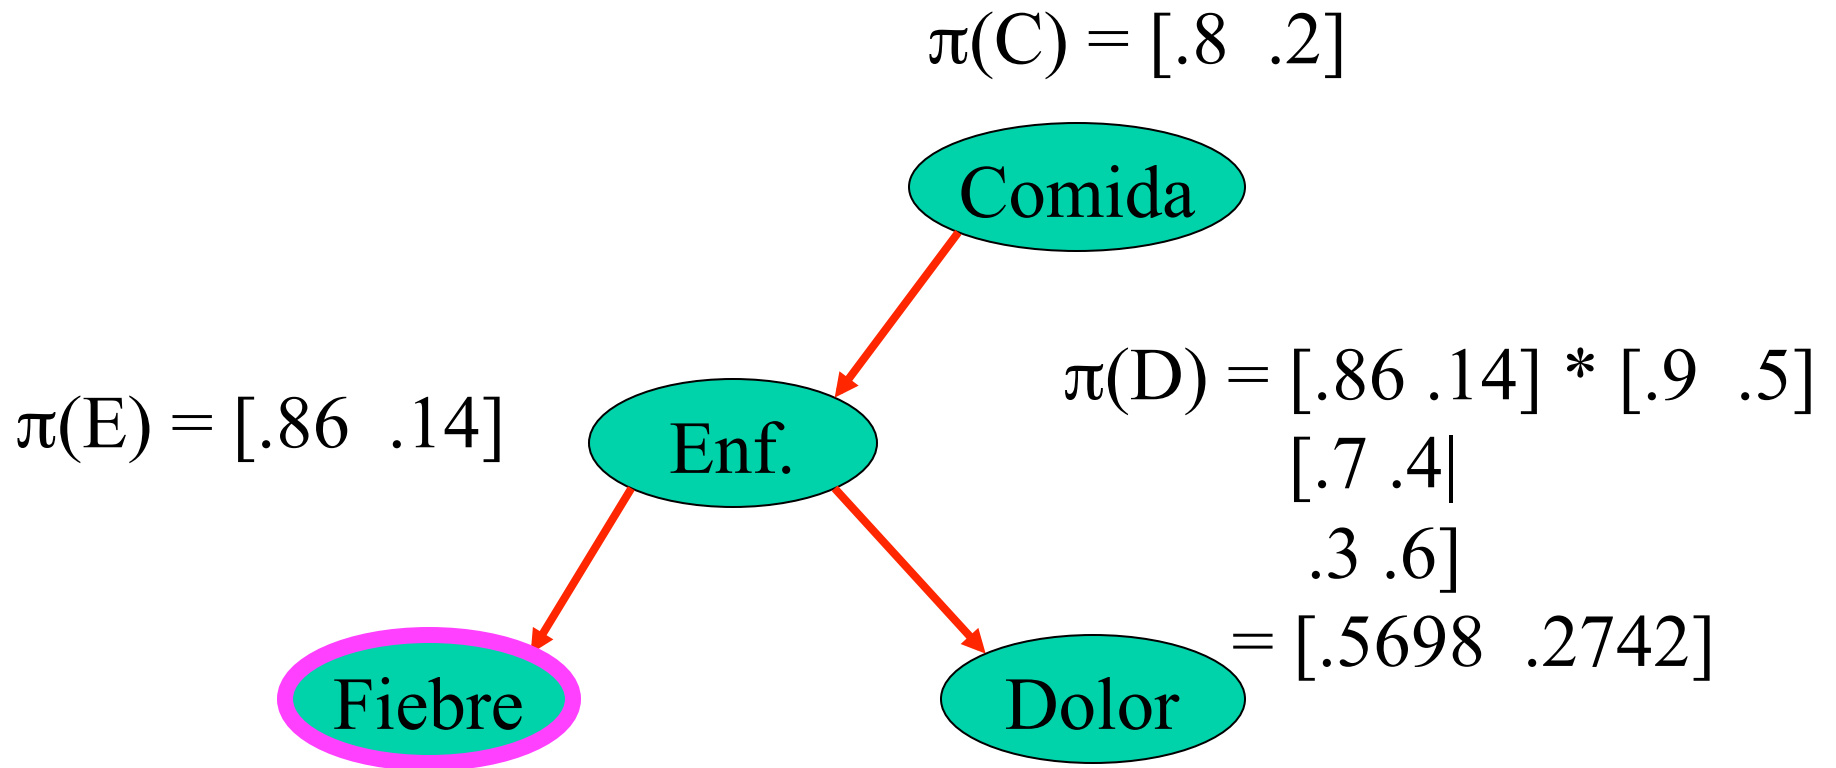 π(C) = [.8 .2]
Comida
π(D) = [.86 .14] * [.9 .5]
[.7 .4|
.3 .6]
= [.5698 .2742]
π(E) = [.86 .14]
Enf.
Fiebre
Dolor